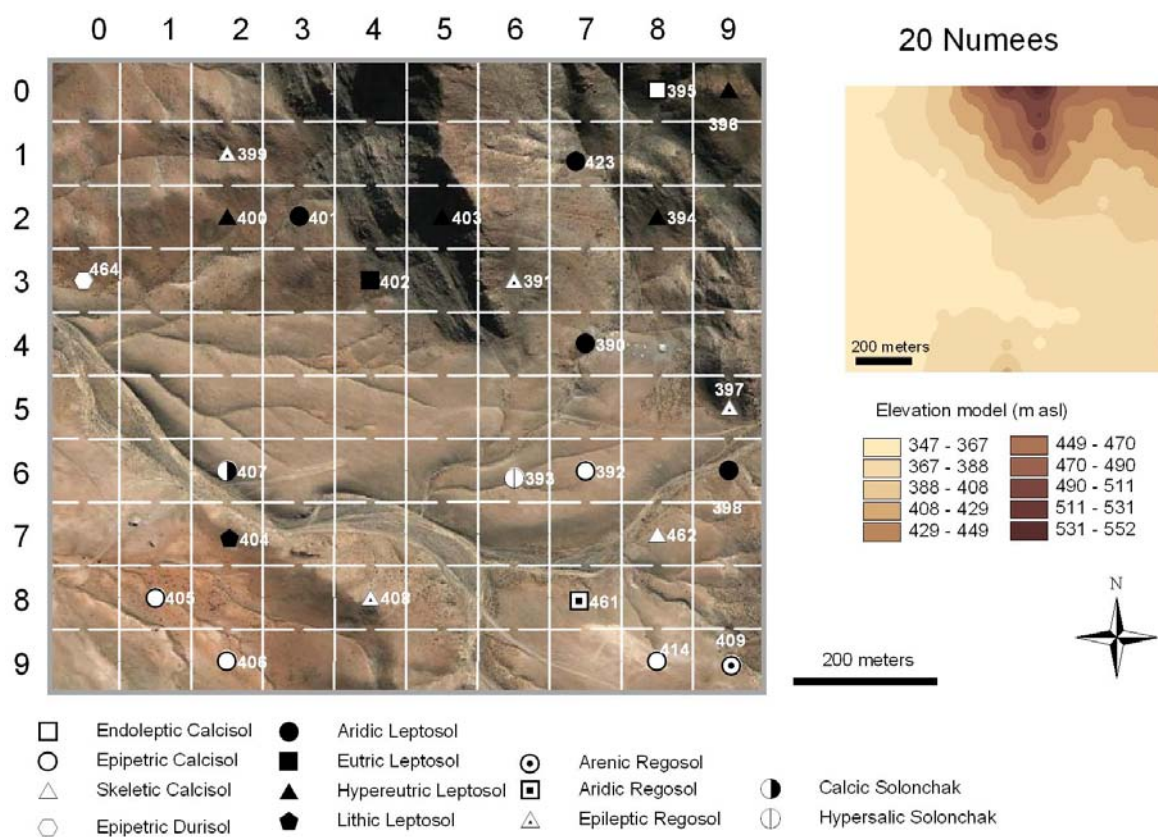 0 1 2 3 4 5 6 7 8 9
20 Numees
0 395 396
1 399 423
2 400 401 403 394
3 464 402 391
4 390
5 397
6 407 393 392 398
7 404 462
8 405 408 461
9 406 414 409
200 meters
Elevation model (m asl)
347 - 367 449 - 470
367 - 388 470 - 490
388 - 408 490 - 511
408 - 429 511 - 531
429 - 449 531 - 552
N
200 meters
Endoleptic Calcisol Aridic Leptosol
Epipetric Calcisol Eutric Leptosol Arenic Regosol
Skeletic Calcisol Hypereutric Leptosol Aridic Regosol Calcic Solonchak
Epipetric Durisol Lithic Leptosol Epileptic Regosol Hypersalic Solonchak